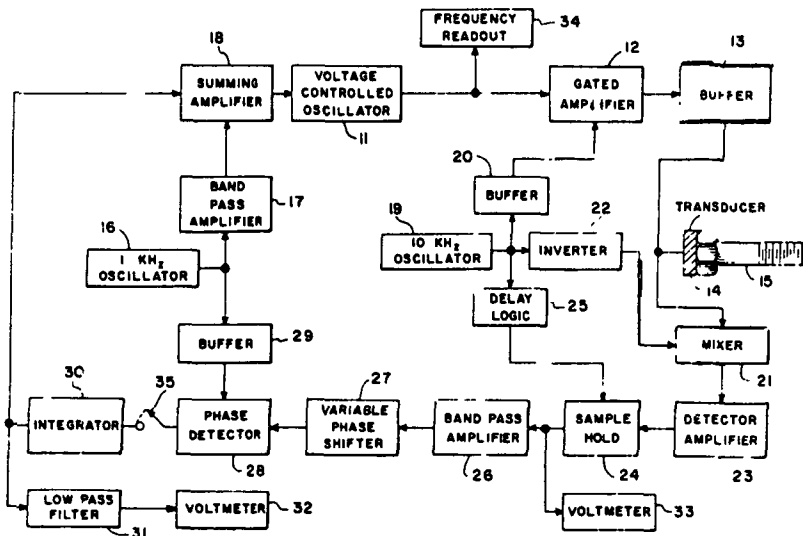 FREQUENCY
READOUT
34
18
12
13
SUMMING
AMPLIFIER
VOLTAGE
CONTROLLED
OSCILLATOR
GATED
AMPLIFIER
BUFFER
11
20
BAND
PASS
AMPLIFIER
17
BUFFER
22
TRANSDUCER
16
19
1 KHz
OSCILLATOR
10 KHz
OSCILLATOR
INVERTER
14
15
DELAY
LOGIC
25
BUFFER
29
MIXER
21
30
35
27
INTEGRATOR
PHASE
DETECTOR
VARIABLE
PHASE
SHIFTER
BAND PASS
AMPLIFIER
SAMPLE
HOLD
DETECTOR
AMPLIFIER
28
26
24
23
LOW PASS
FILTER
VOLTMETER
32
VOLTMETER
33
31